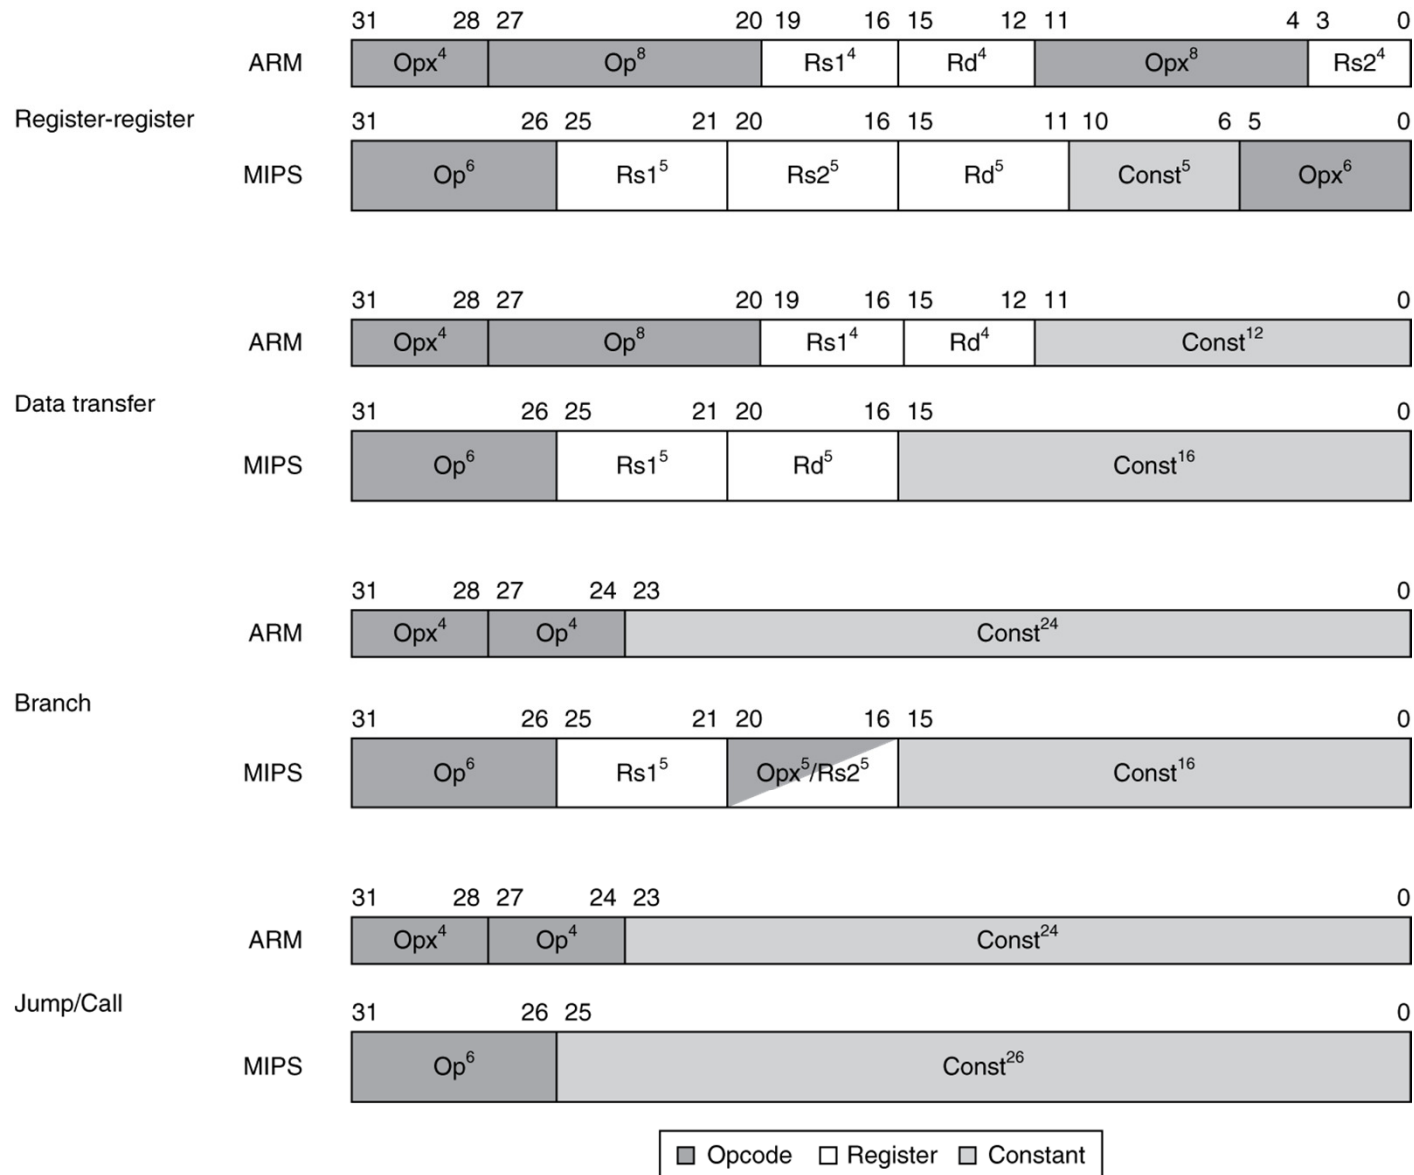 31 28 27 20 19 16 15 12 11 4 3 0
ARM Opx4 Op8 Rs14 Rd4 Opx8 Rs24
Register-register
31 26 25 21 20 16 15 11 10 6 5 0
MIPS Op6 Rs15 Rs25 Rd5 Const5 Opx6
31 28 27 20 19 16 15 12 11 0
ARM Opx4 Op8 Rs14 Rd4 Const12
Data transfer
31 26 25 21 20 16 15 0
MIPS Op6 Rs15 Rd5 Const16
31 28 27 24 23 0
ARM Opx4 Op4 Const24
Branch
31 26 25 21 20 16 15 0
MIPS Op6 Rs15 Opx5/Rs25 Const16
31 28 27 24 23 0
ARM Opx4 Op4 Const24
Jump/Call
31 26 25 0
MIPS Op6 Const26
Opcode Register Constant